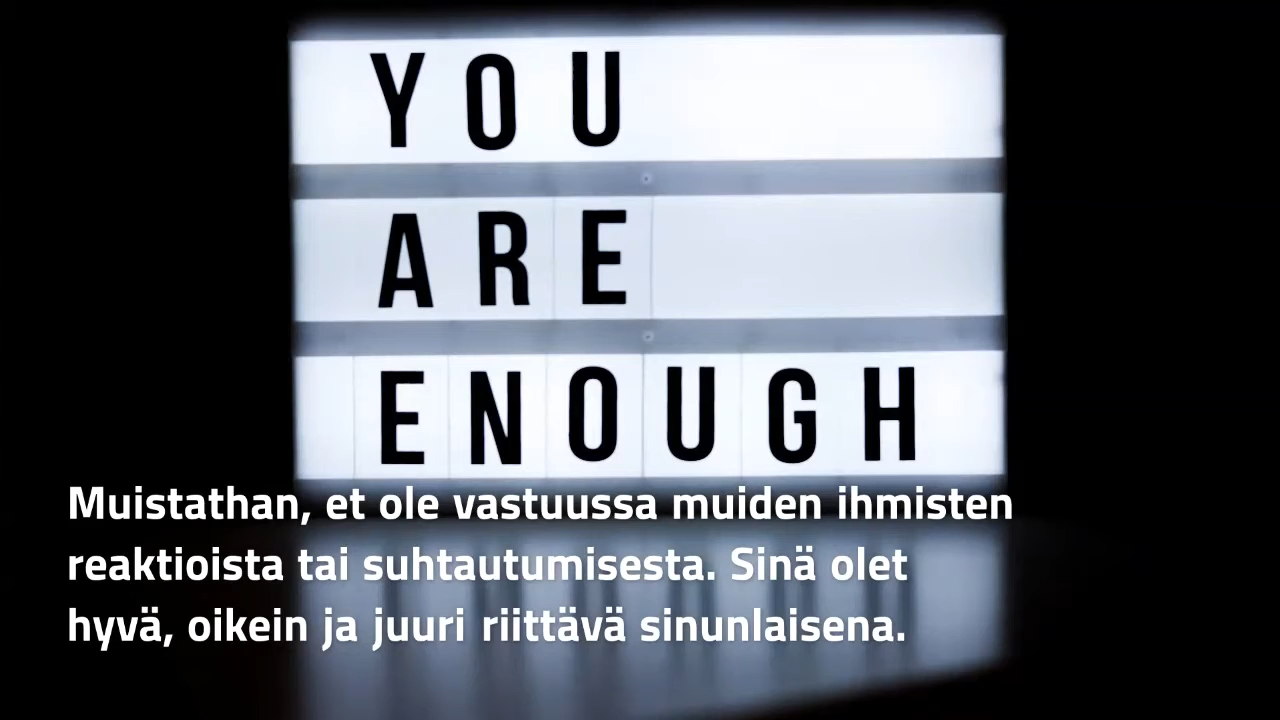 YOU
ARE
ENOUGH
Muistathan, et ole vastuussa muiden ihmisten
reaktioista tai suhtautumisesta. Sinä olet
hyvä, oikein ja juuri riittävä sinunlaisena.